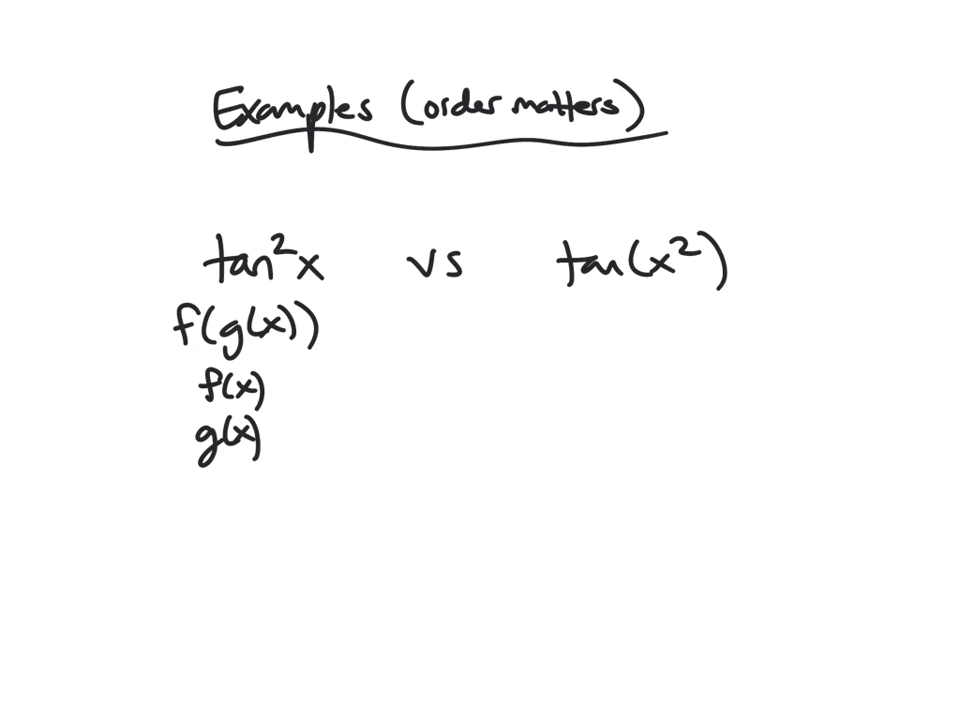 Examples (order matters)
tan²x vs tan(x²)
f(g(x))
f(x)
g(x)